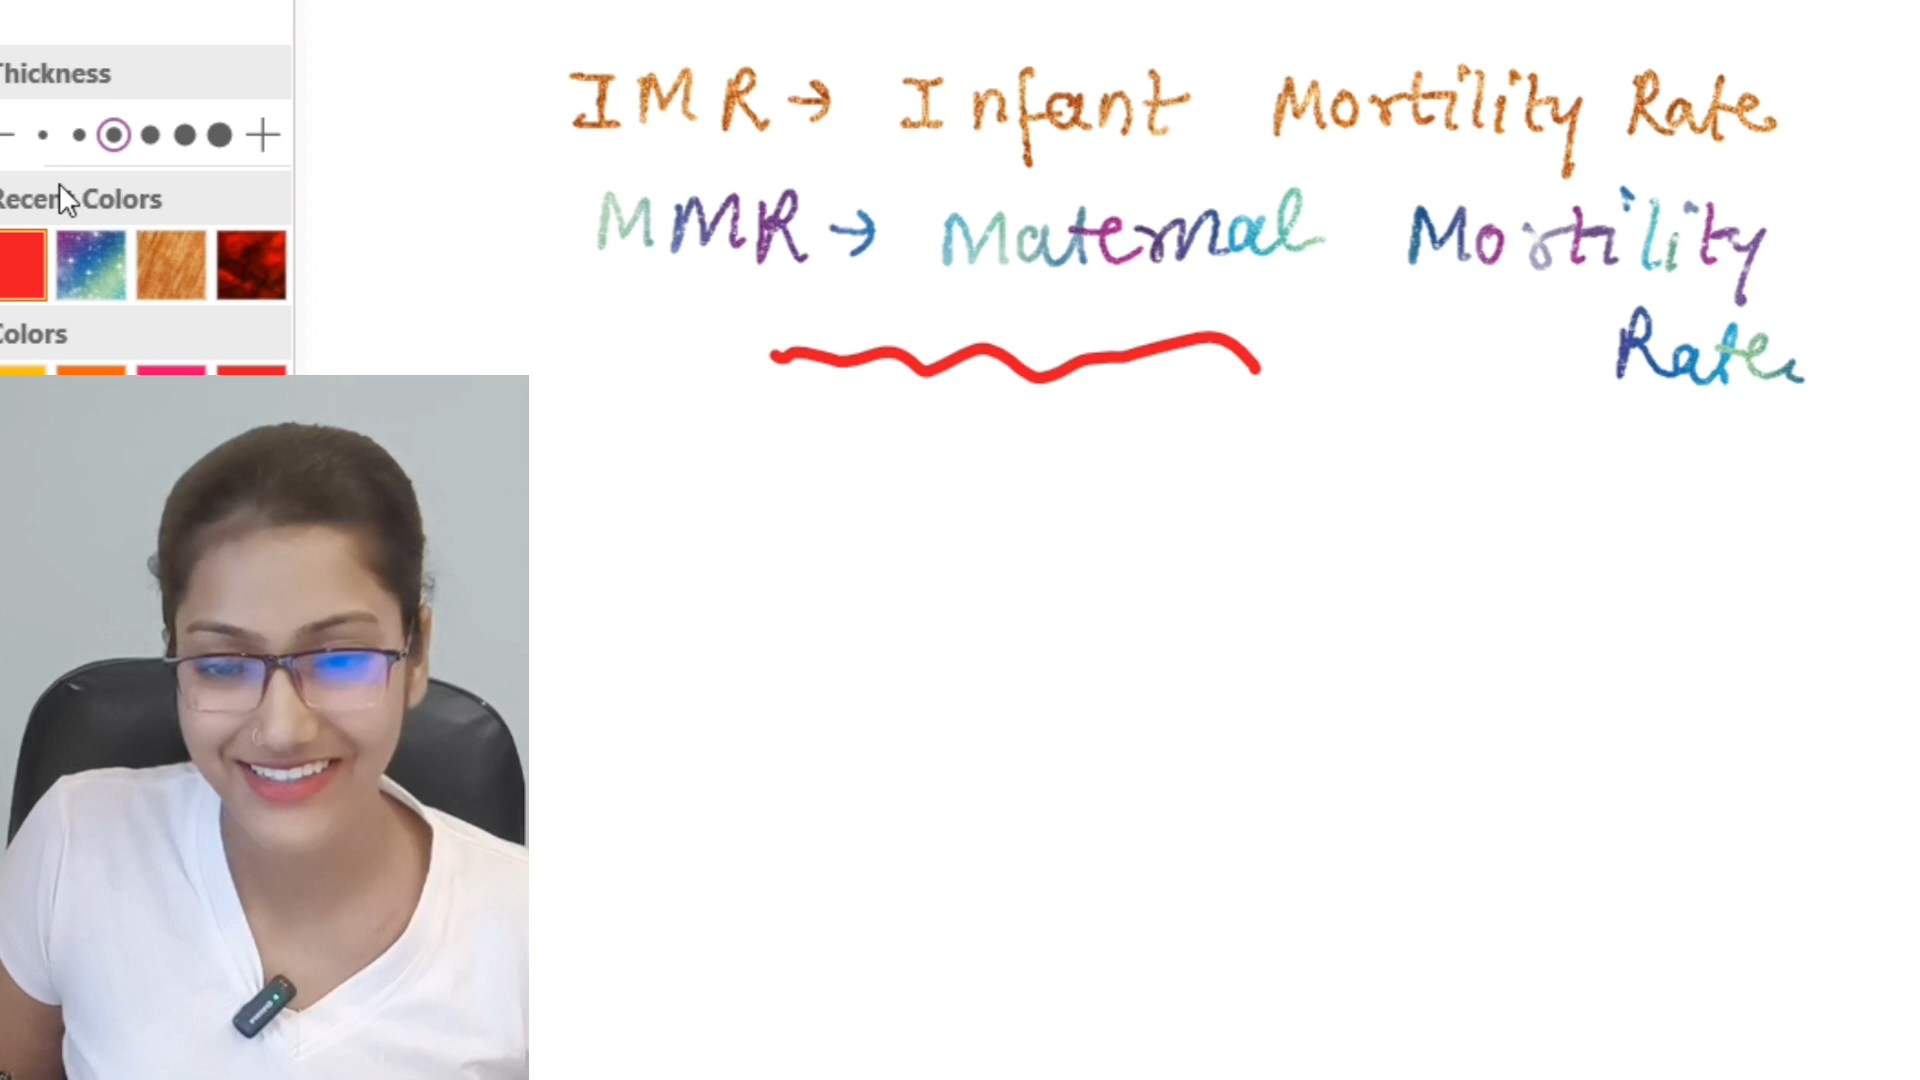 Thickness
Recent Colors
Colors
IMR → Infant Mortility Rate
MMR → Maternal Mortility
Rate